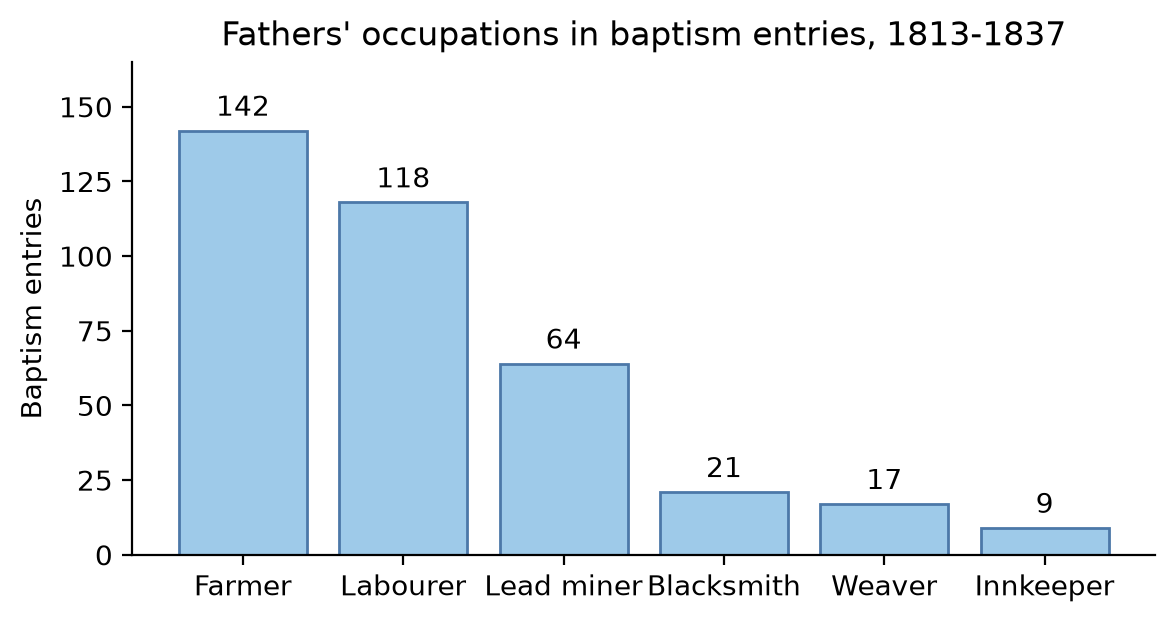 Fathers' occupations in baptism entries, 1813-1837
Baptism entries
150
125
100
75
50
25
0
142
118
64
21
17
9
Farmer
Labourer
Lead miner
Blacksmith
Weaver
Innkeeper